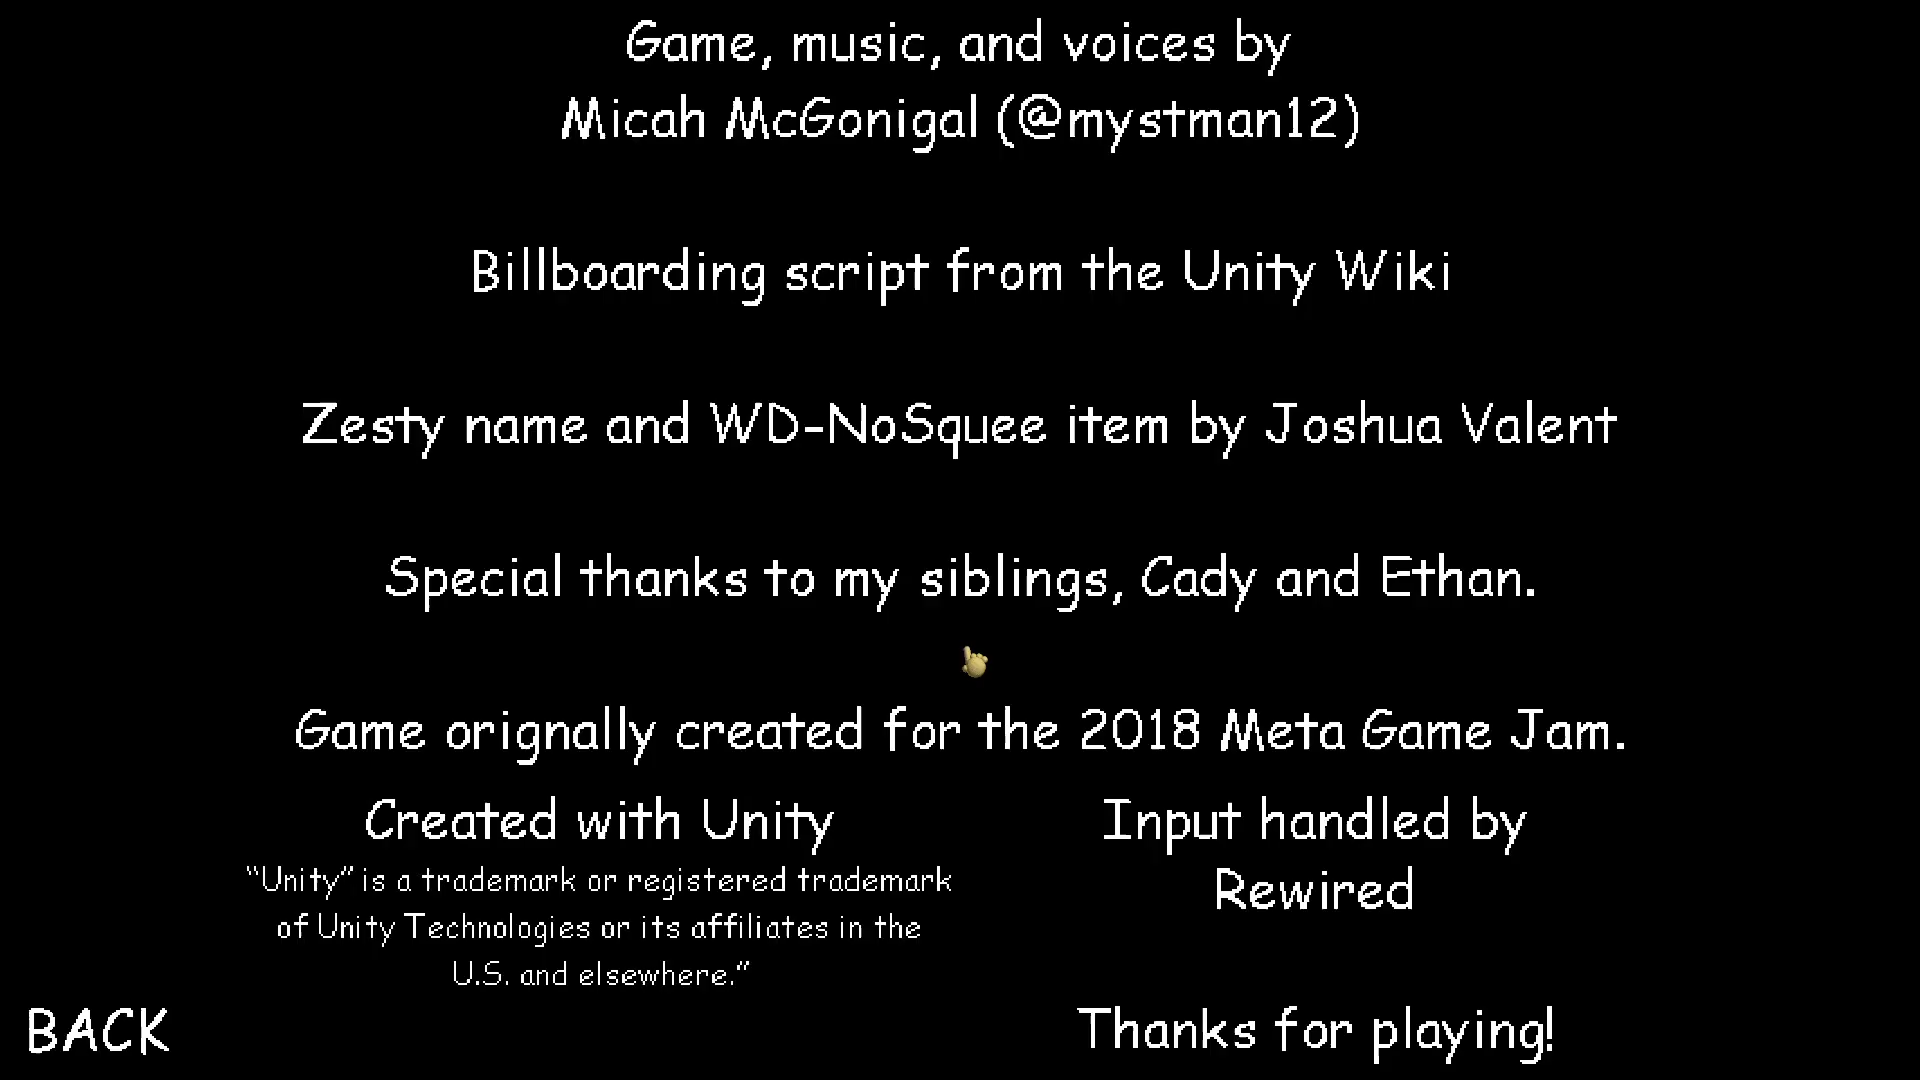 Game, music, and voices by
Micah McGonigal (@mystman12)
Billboarding script from the Unity Wiki
Zesty name and WD-NoSquee item by Joshua Valent
Special thanks to my siblings, Cady and Ethan.
Game orignally created for the 2018 Meta Game Jam.
Created with Unity
“Unity” is a trademark or registered trademark
of Unity Technologies or its affiliates in the
U.S. and elsewhere.”
Input handled by
Rewired
Thanks for playing!
BACK